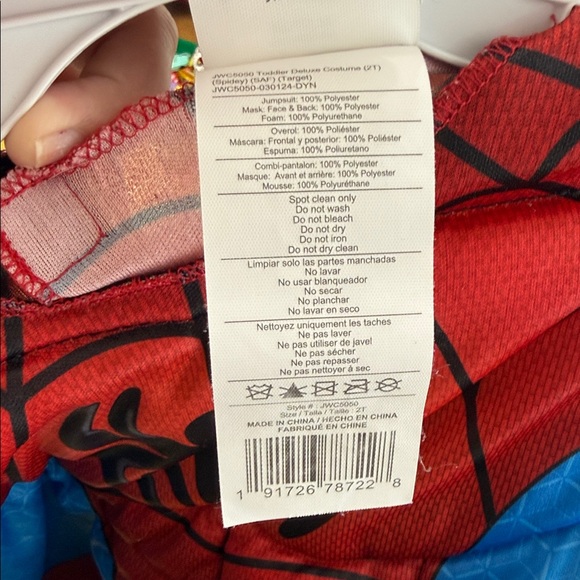 JWC5050 Toddler Deluxe Costume (2T)
(Spidey) (SAF) (Target)
JWC5050-030124-DYN
Jumpsuit: 100% Polyester
Mask: Face & Back: 100% Polyester
Foam: 100% Polyurethane
Overol: 100% Poliéster
Máscara: Frontal y posterior: 100% Poliéster
Espuma: 100% Poliuretano
Combi-pantalon: 100% Polyester
Masque: Avant et arrière: 100% Polyester
Mousse: 100% Polyuréthane
Spot clean only
Do not wash
Do not bleach
Do not dry
Do not iron
Do not dry clean
Limpiar solo las partes manchadas
No lavar
No usar blanqueador
No secar
No planchar
No lavar en seco
Nettoyez uniquement les taches
Ne pas laver
Ne pas utiliser de javel
Ne pas sécher
Ne pas repasser
Ne pas nettoyer à sec
Style # : JWC5050
Size / Talla / Taille : 2T
MADE IN CHINA / HECHO EN CHINA
FABRIQUÉ EN CHINE
1 91726 78722 8